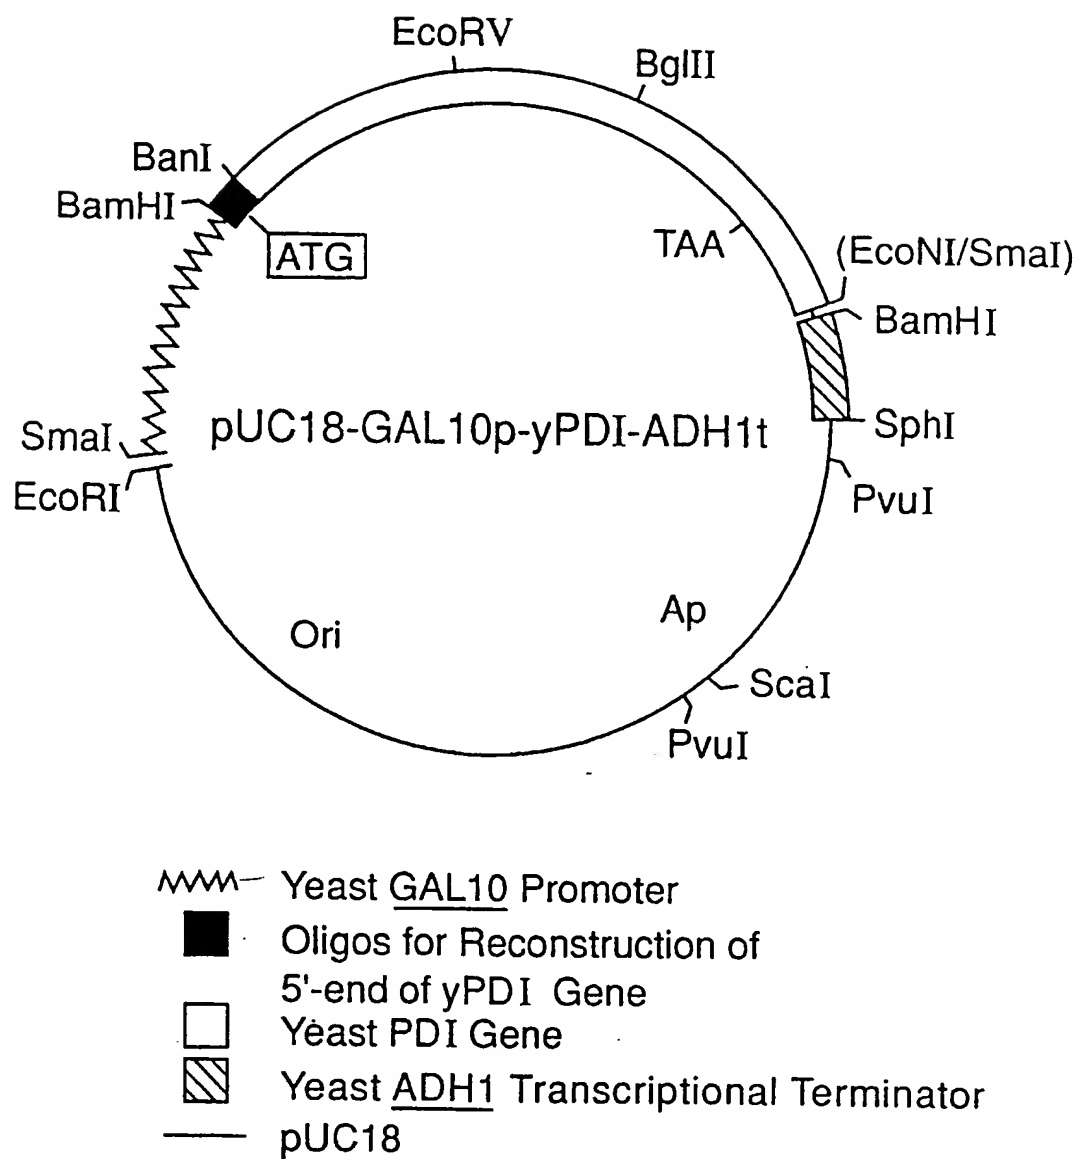 EcoRV
BglII
BanI
BamHI
ATG
TAA
(EcoNI/SmaI)
BamHI
SmaI
pUC18-GAL10p-yPDI-ADH1t
SphI
EcoRI
PvuI
Ori
Ap
ScaI
PvuI
Yeast GAL10 Promoter
Oligos for Reconstruction of
5'-end of yPDI Gene
Yeast PDI Gene
Yeast ADH1 Transcriptional Terminator
pUC18